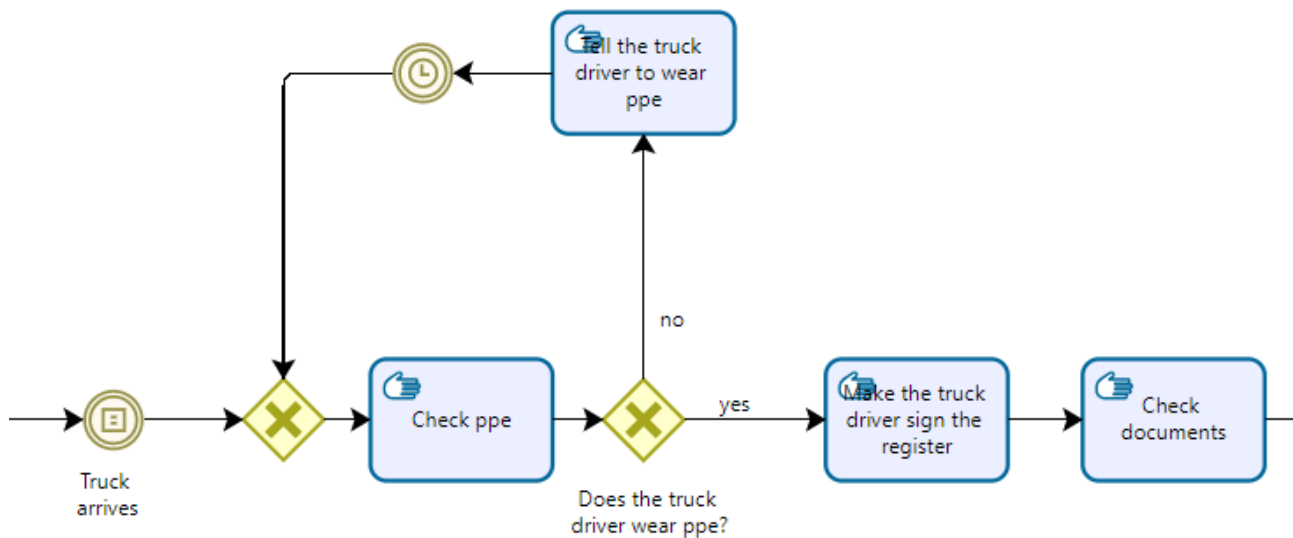 Tell the truck
driver to wear
ppe
no
yes
Check ppe
Make the truck
driver sign the
register
Check
documents
Truck
arrives
Does the truck
driver wear ppe?